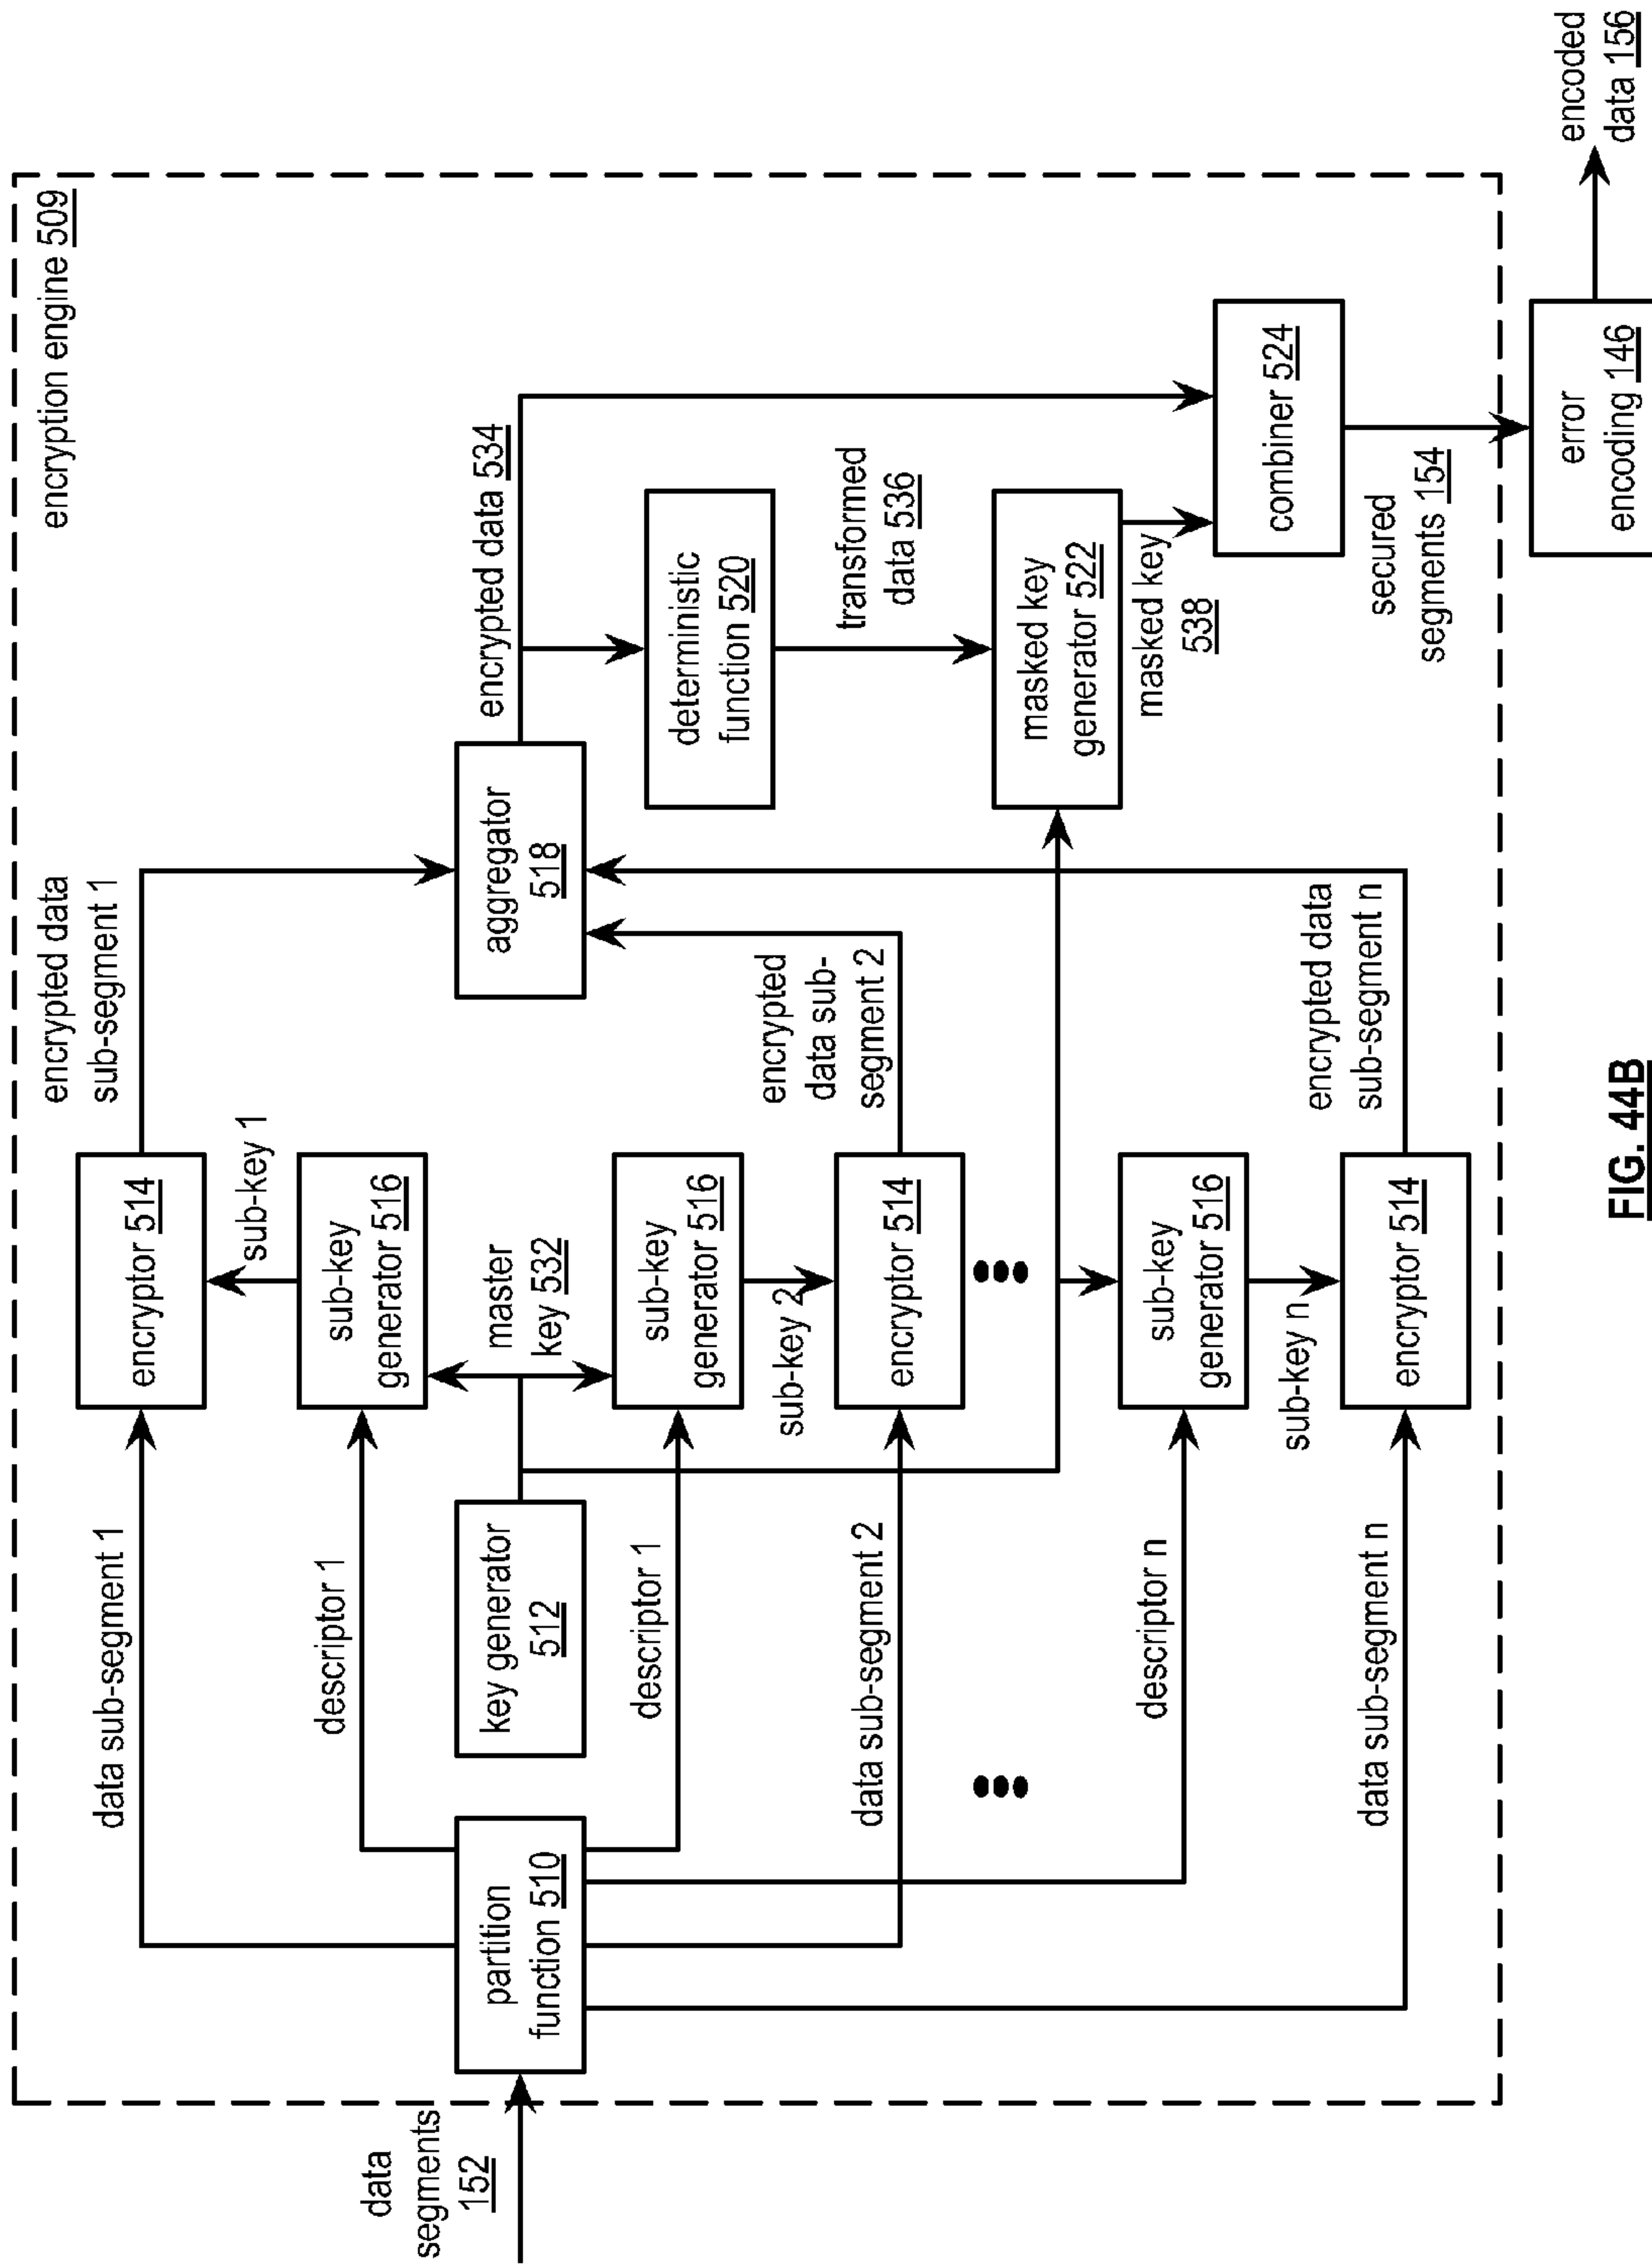 encryption engine 509
data
segments
152
partition
function 510
data sub-segment 1
descriptor 1
key generator
512
descriptor 1
data sub-segment 2
descriptor n
data sub-segment n
encryptor 514
sub-key 1
sub-key
generator 516
master
key 532
sub-key
generator 516
sub-key 2
encryptor 514
sub-key
generator 516
sub-key n
encryptor 514
encrypted data
sub-segment 1
aggregator
518
encrypted
data sub-
segment 2
encrypted data
sub-segment n
encrypted data 534
deterministic
function 520
transformed
data 536
masked key
generator 522
masked key
538
combiner 524
secured
segments 154
error
encoding 146
encoded
data 156
FIG. 44B